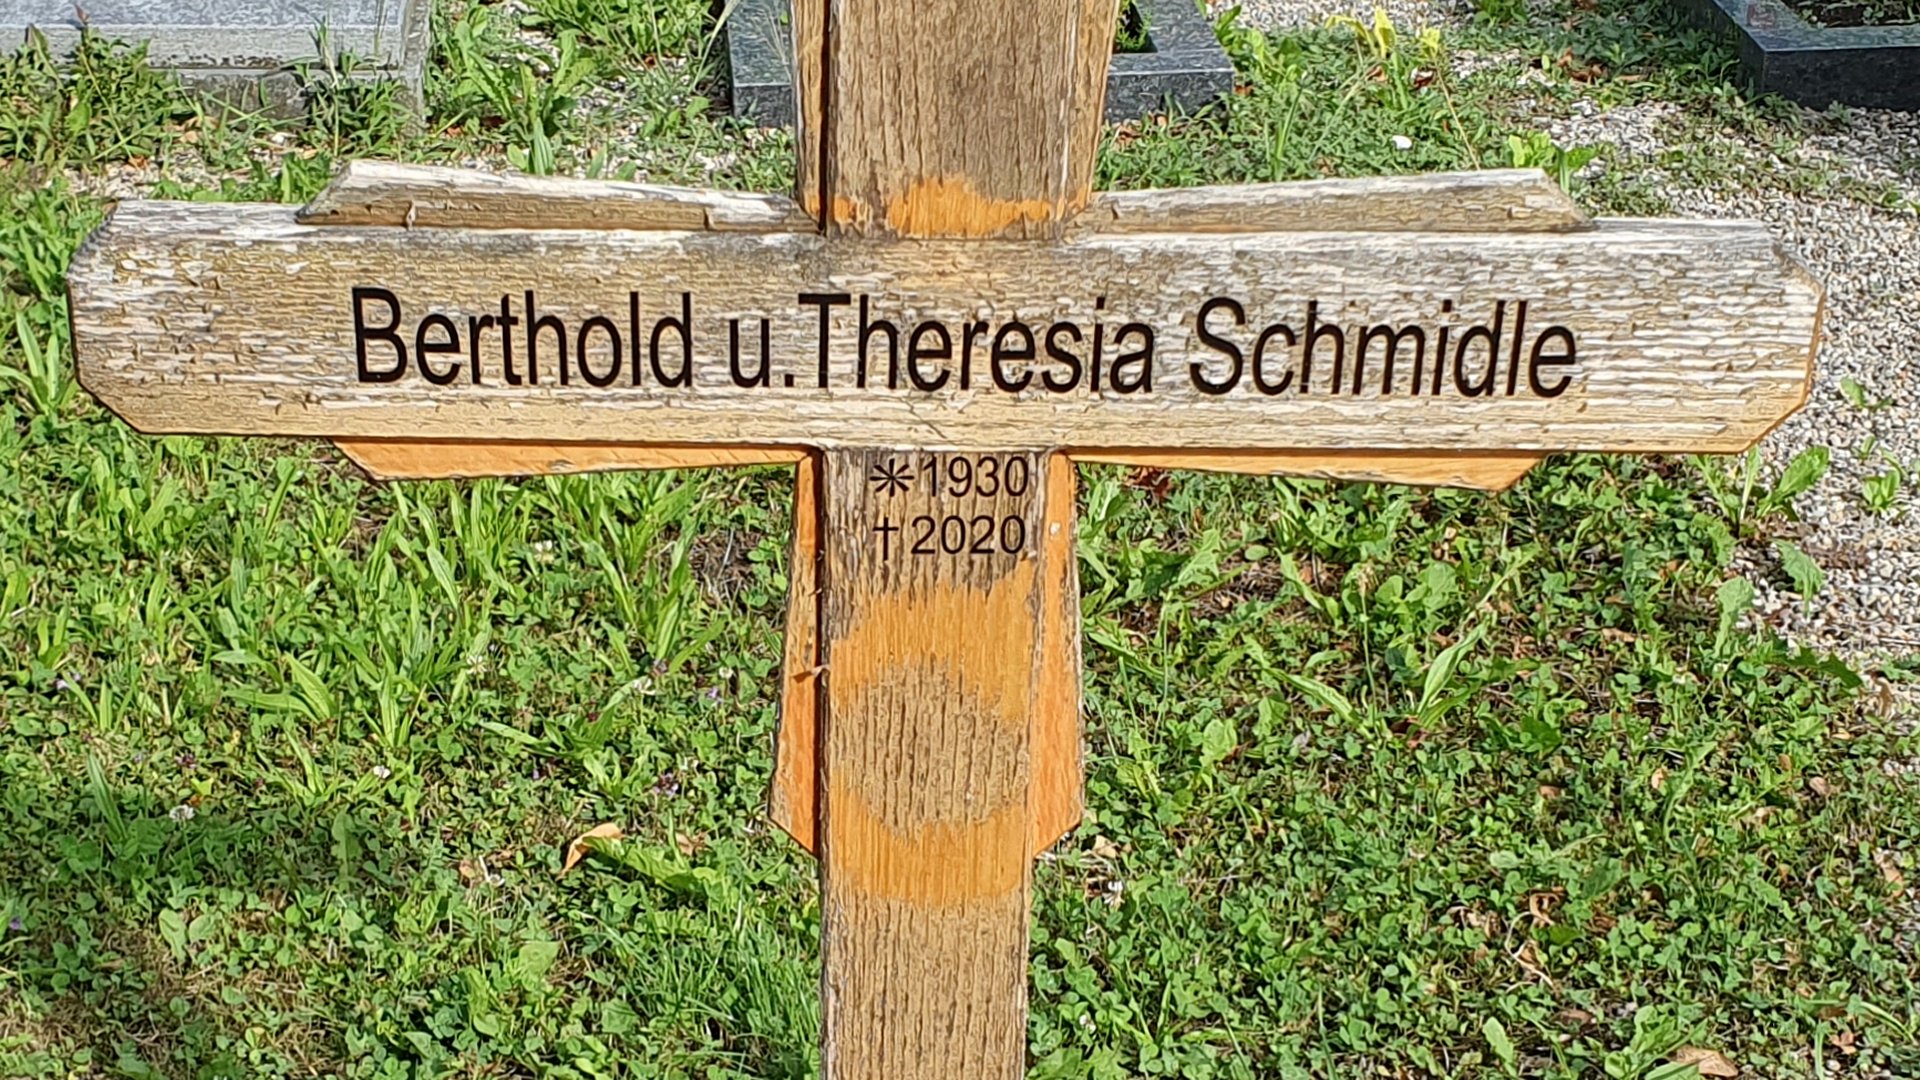 Berthold u. Theresia Schmidle
* 1930
† 2020